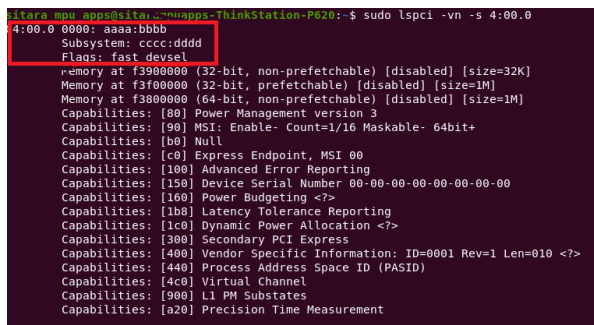 sitara_mpu_apps@sitara-mpuapps-ThinkStation-P620:~$ sudo lspci -vn -s 4:00.0
04:00.0 0000: aaaa:bbbb
Subsystem: cccc:dddd
Flags: fast devsel
Memory at f3900000 (32-bit, non-prefetchable) [disabled] [size=32K]
Memory at f3f00000 (32-bit, prefetchable) [disabled] [size=1M]
Memory at f3800000 (64-bit, non-prefetchable) [disabled] [size=1M]
Capabilities: [80] Power Management version 3
Capabilities: [90] MSI: Enable- Count=1/16 Maskable- 64bit+
Capabilities: [b0] Null
Capabilities: [c0] Express Endpoint, MSI 00
Capabilities: [100] Advanced Error Reporting
Capabilities: [150] Device Serial Number 00-00-00-00-00-00-00-00
Capabilities: [160] Power Budgeting <?>
Capabilities: [1b8] Latency Tolerance Reporting
Capabilities: [1c0] Dynamic Power Allocation <?>
Capabilities: [300] Secondary PCI Express
Capabilities: [400] Vendor Specific Information: ID=0001 Rev=1 Len=010 <?>
Capabilities: [440] Process Address Space ID (PASID)
Capabilities: [4c0] Virtual Channel
Capabilities: [900] L1 PM Substates
Capabilities: [a20] Precision Time Measurement